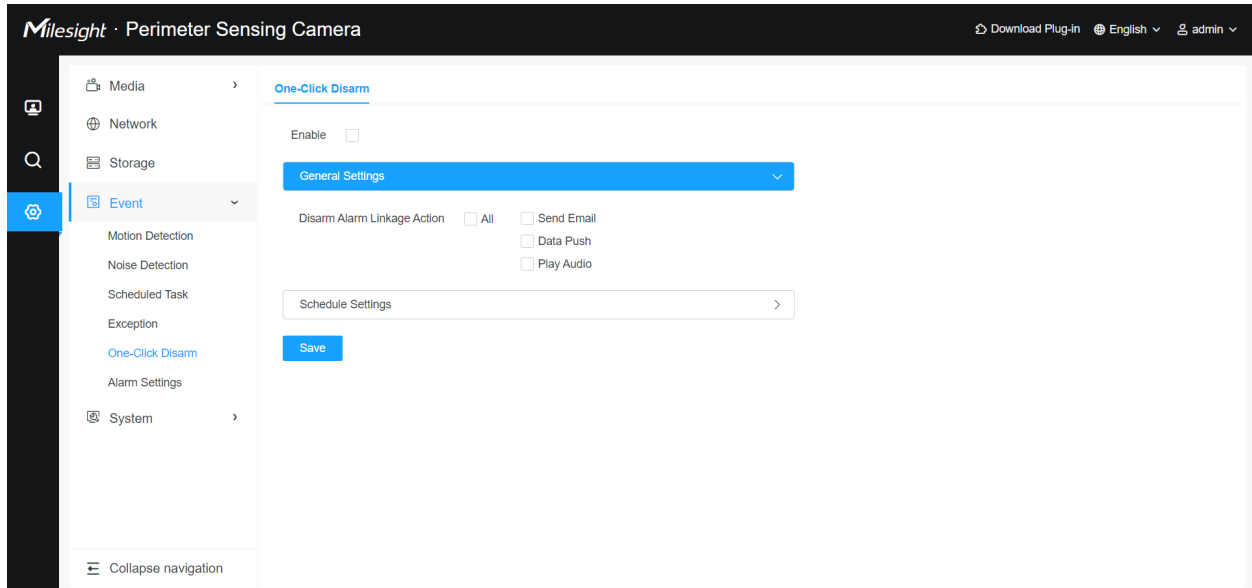 Milesight · Perimeter Sensing Camera
Download Plug-in English admin
Media
Network
Storage
Event
Motion Detection
Noise Detection
Scheduled Task
Exception
One-Click Disarm
Alarm Settings
System
Collapse navigation
One-Click Disarm
Enable
General Settings
Disarm Alarm Linkage Action All Send Email
Data Push
Play Audio
Schedule Settings
Save